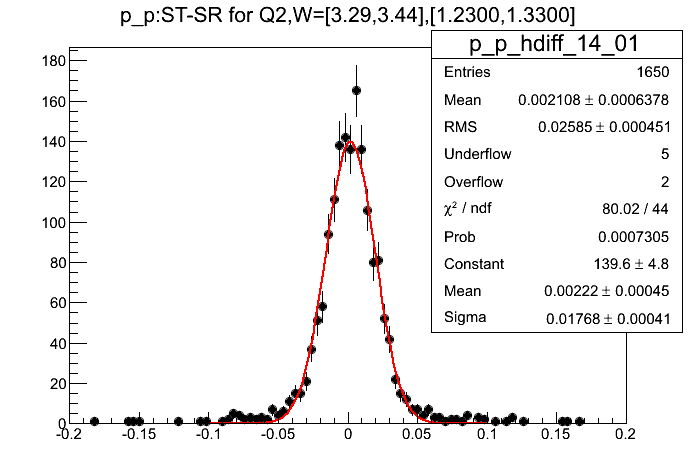 p_p:ST-SR for Q2,W=[3.29,3.44],[1.2300,1.3300]
p_p_hdiff_14_01
Entries 1650
Mean 0.002108 ± 0.0006378
RMS 0.02585 ± 0.000451
Underflow 5
Overflow 2
χ² / ndf 80.02 / 44
Prob 0.0007305
Constant 139.6 ± 4.8
Mean 0.00222 ± 0.00045
Sigma 0.01768 ± 0.00041
180
160
140
120
100
80
60
40
20
0
-0.2 -0.15 -0.1 -0.05 0 0.05 0.1 0.15 0.2